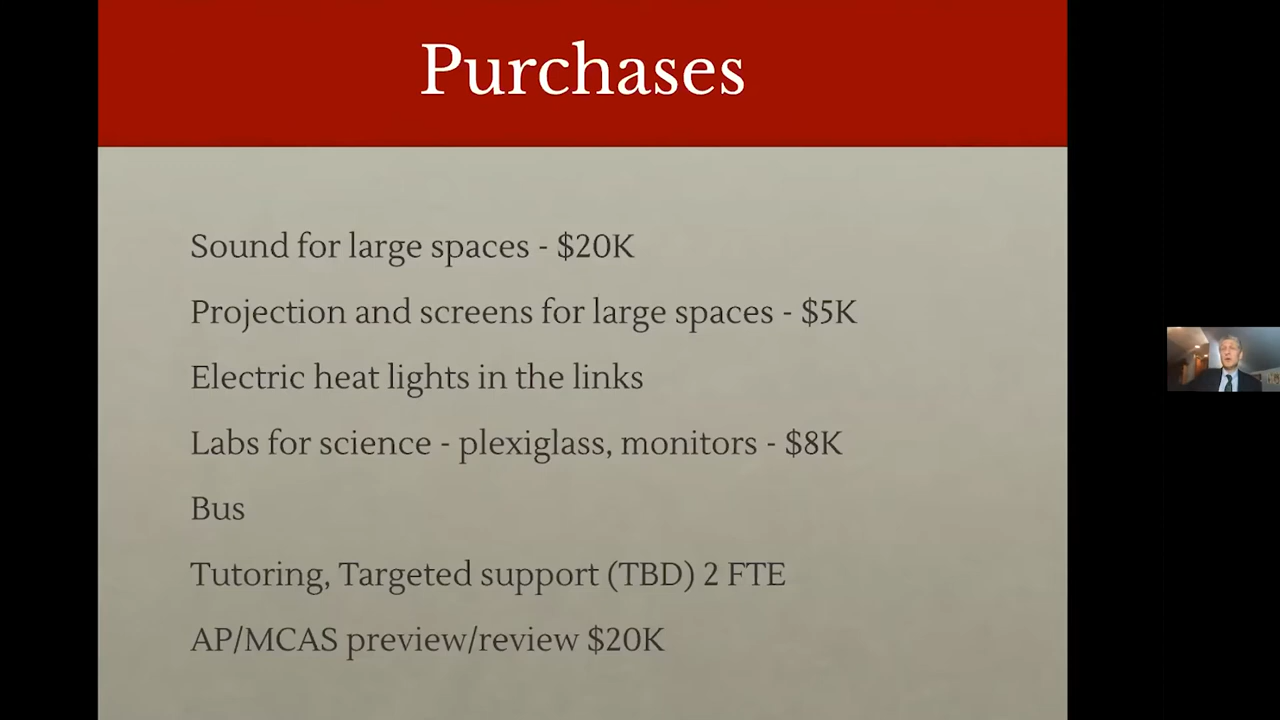 Purchases
Sound for large spaces - $20K
Projection and screens for large spaces - $5K
Electric heat lights in the links
Labs for science - plexiglass, monitors - $8K
Bus
Tutoring, Targeted support (TBD) 2 FTE
AP/MCAS preview/review $20K